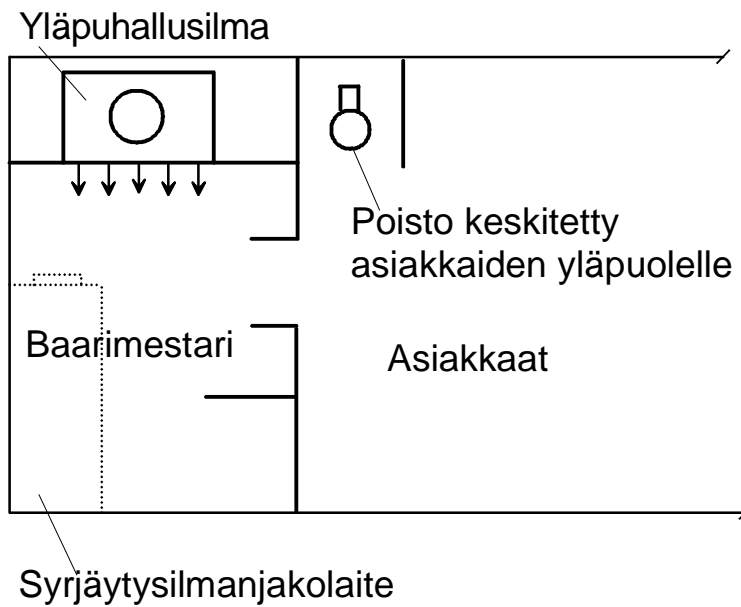 Yläpuhallusilma
Poisto keskitetty
asiakkaiden yläpuolelle
Baarimestari
Asiakkaat
Syrjäytysilmanjakolaite